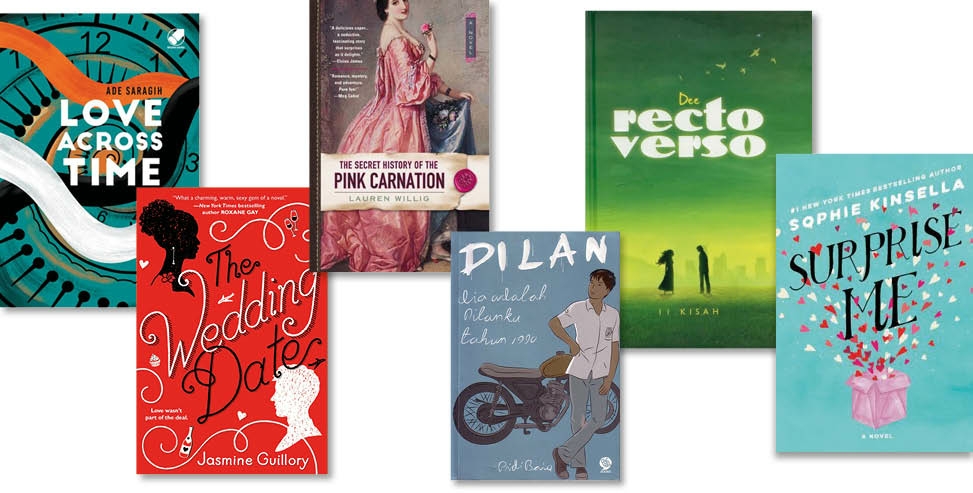 ADE SARAGIH
LOVE
ACROSS
TIME
"What a charming, warm, sexy gem of a novel."
—New York Times bestselling
author ROXANE GAY
The
Wedding
Date
Love wasn't
part of the deal.
Jasmine Guillory
"A delicious caper,
a seductive,
fascinating story
that surprises as
it delights."
—Eloisa James
"Romance, mystery,
and adventure.
Pure fun!"
—Meg Cabot
A NOVEL
THE SECRET HISTORY OF THE
PINK CARNATION
LAUREN WILLIG
DILAN
dia adalah
Dilanku
tahun 1990
Pidi Baiq
Dee
recto
verso
11 KISAH
#1 NEW YORK TIMES BESTSELLING AUTHOR
SOPHIE KINSELLA
SURPRISE
ME
A NOVEL